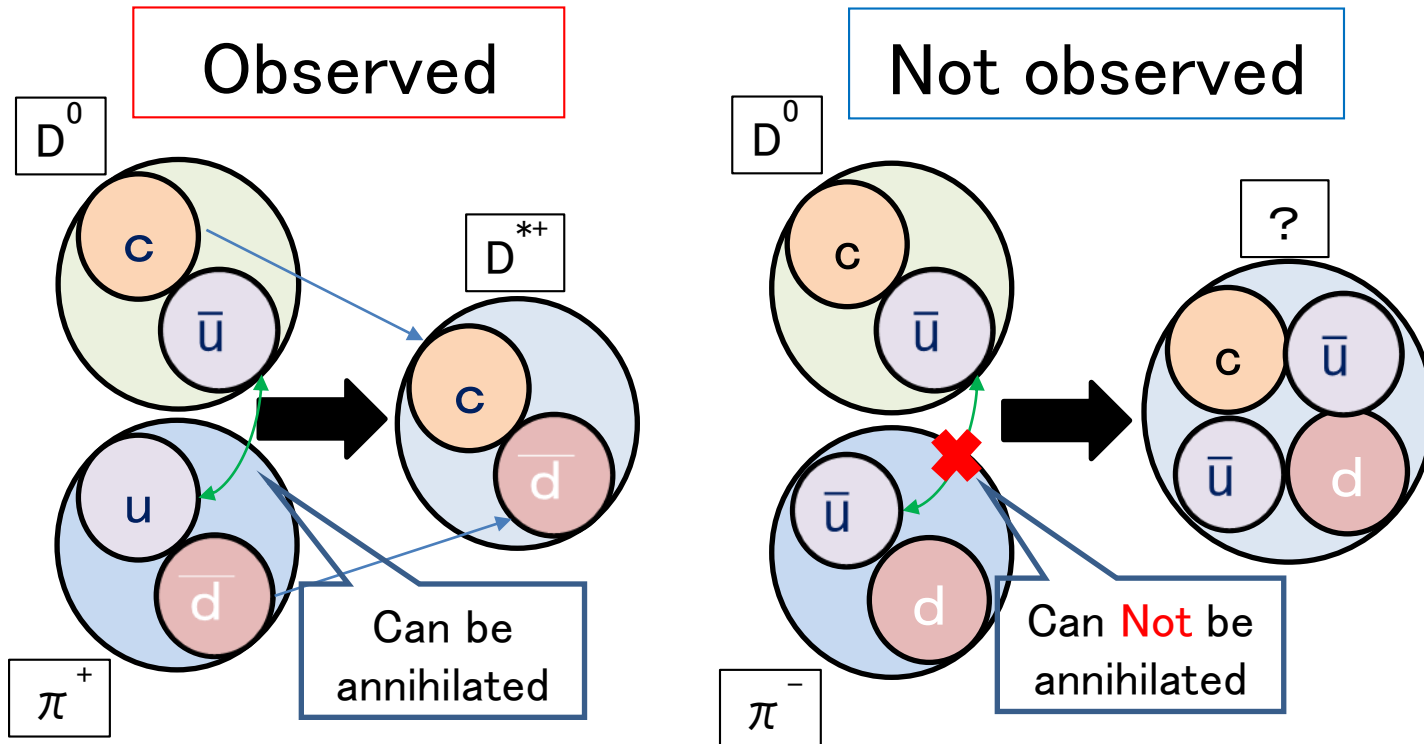 Observed
D⁰
c
u̅
D*⁺
c
d̅
u
d̅
π⁺
Can be
annihilated
Not observed
D⁰
c
u̅
?
c
u̅
u̅
d
u̅
d
π⁻
Can Not be
annihilated